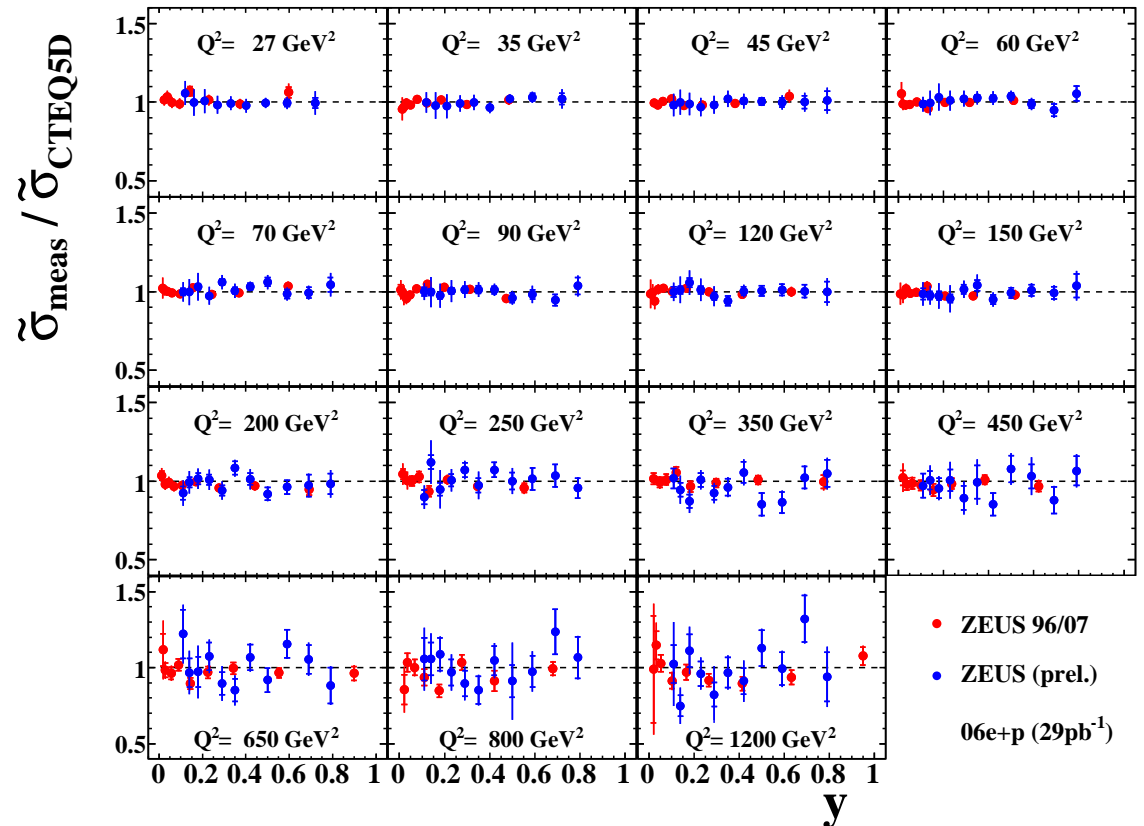 σ̃meas / σ̃CTEQ5D
1.5
1
0.5
Q²= 27 GeV²
Q²= 35 GeV²
Q²= 45 GeV²
Q²= 60 GeV²
1.5
1
0.5
Q²= 70 GeV²
Q²= 90 GeV²
Q²= 120 GeV²
Q²= 150 GeV²
1.5
1
0.5
Q²= 200 GeV²
Q²= 250 GeV²
Q²= 350 GeV²
Q²= 450 GeV²
1.5
1
0.5
Q²= 650 GeV²
Q²= 800 GeV²
Q²= 1200 GeV²
ZEUS 96/07
ZEUS (prel.)
06e+p (29pb⁻¹)
0 0.2 0.4 0.6 0.8 1
0 0.2 0.4 0.6 0.8 1
0 0.2 0.4 0.6 0.8 1
y